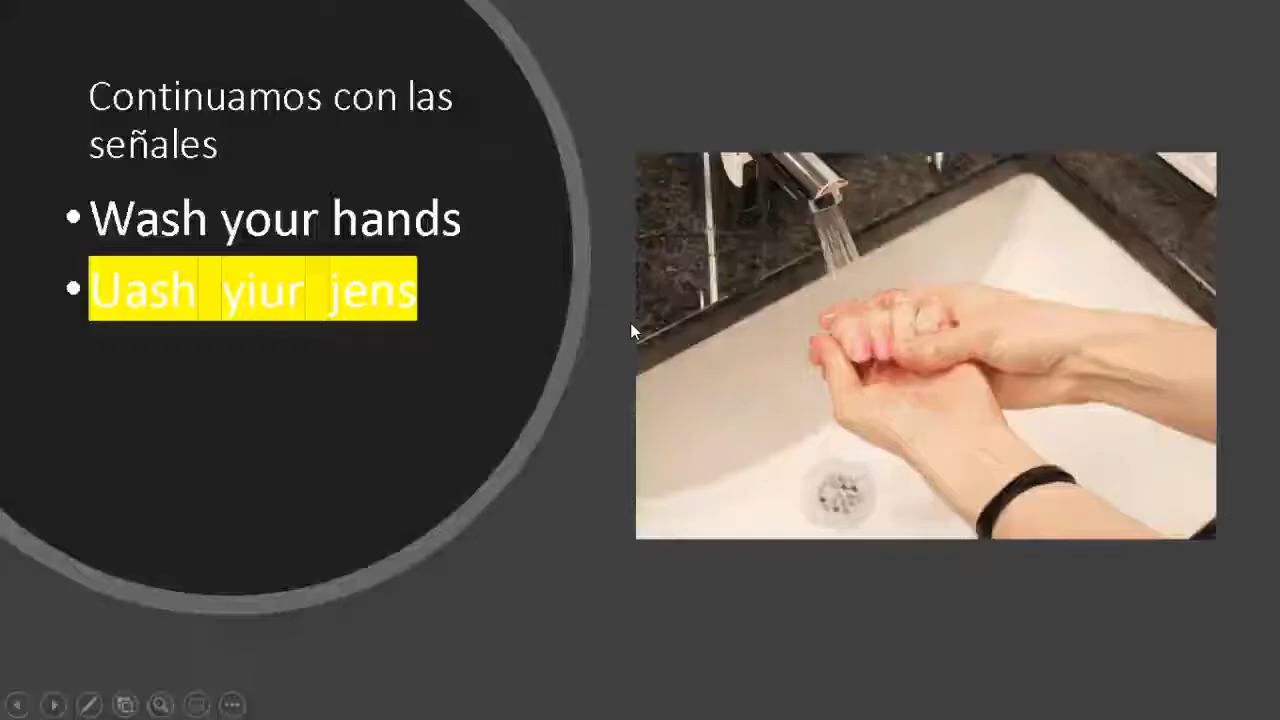 Continuamos con las
señales
• Wash your hands
• Uash yiur jens